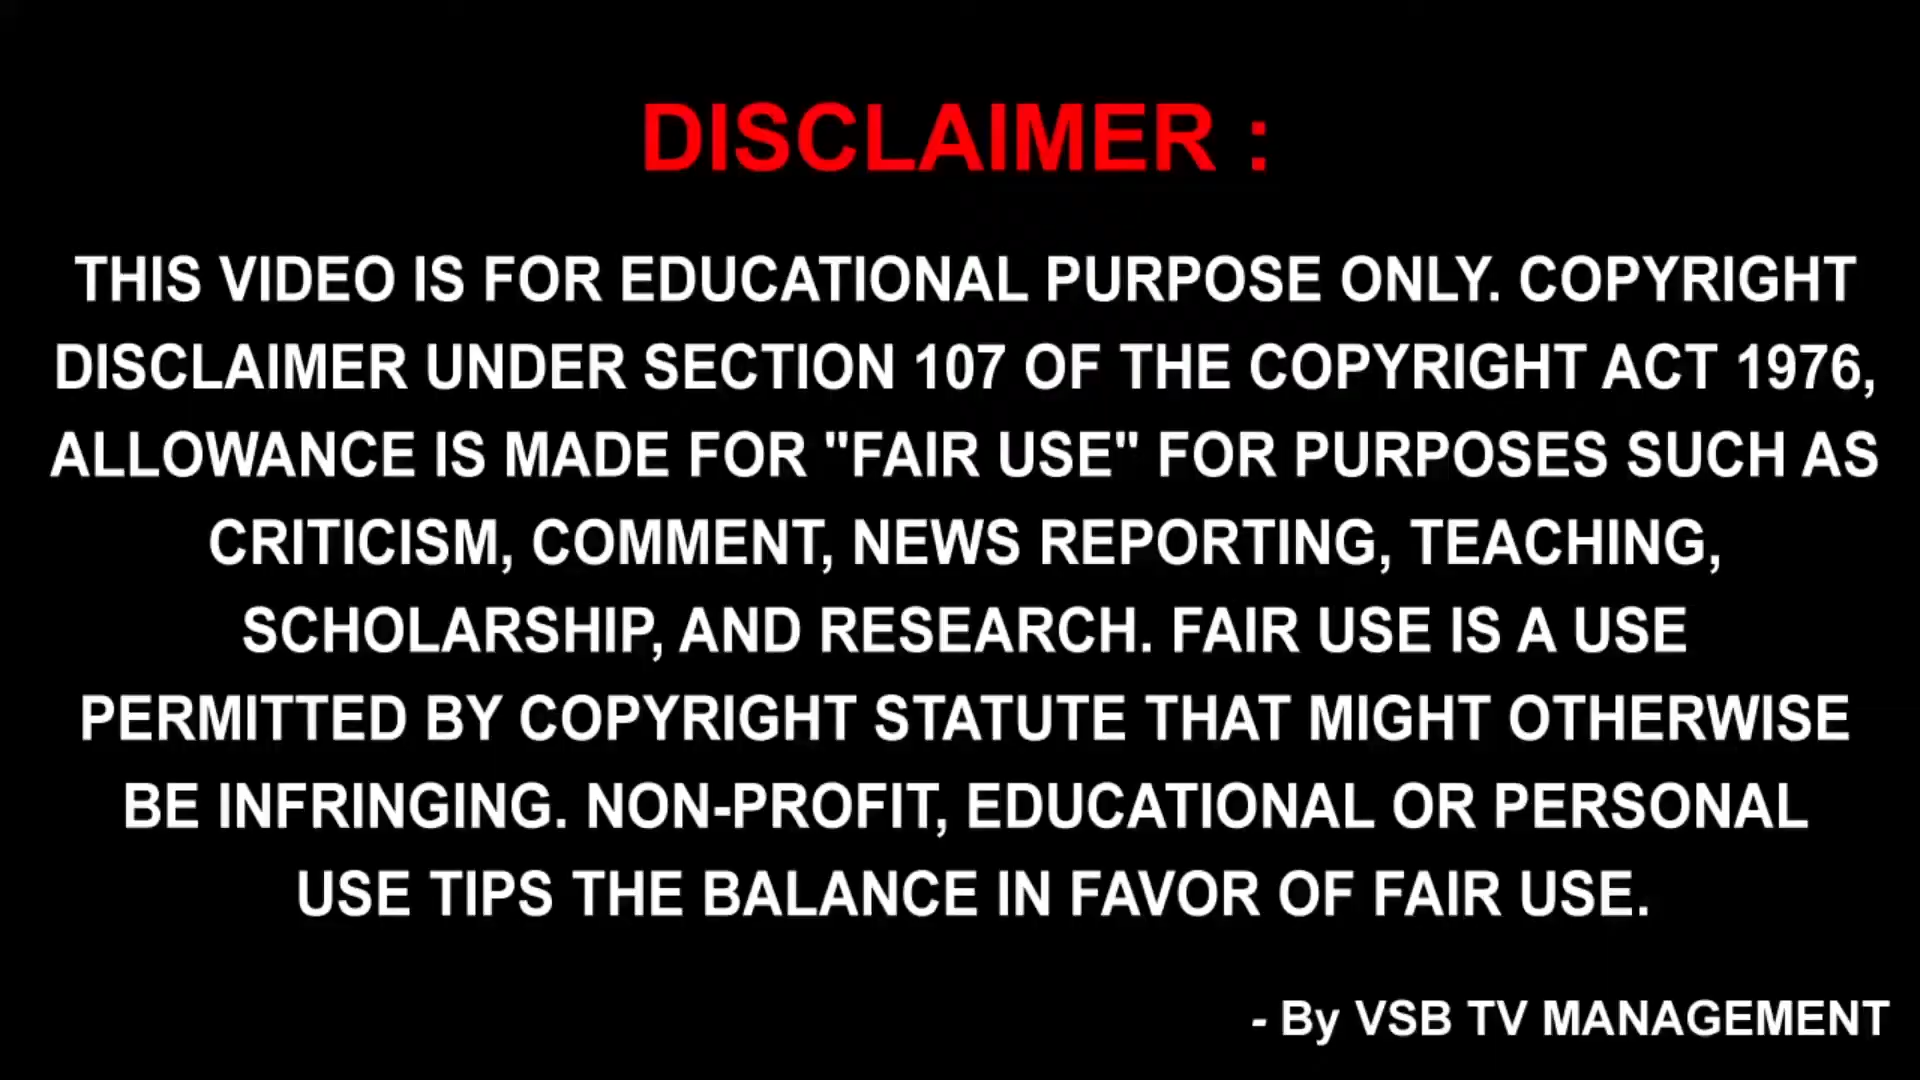 DISCLAIMER :
THIS VIDEO IS FOR EDUCATIONAL PURPOSE ONLY. COPYRIGHT
DISCLAIMER UNDER SECTION 107 OF THE COPYRIGHT ACT 1976,
ALLOWANCE IS MADE FOR "FAIR USE" FOR PURPOSES SUCH AS
CRITICISM, COMMENT, NEWS REPORTING, TEACHING,
SCHOLARSHIP, AND RESEARCH. FAIR USE IS A USE
PERMITTED BY COPYRIGHT STATUTE THAT MIGHT OTHERWISE
BE INFRINGING. NON-PROFIT, EDUCATIONAL OR PERSONAL
USE TIPS THE BALANCE IN FAVOR OF FAIR USE.
- By VSB TV MANAGEMENT